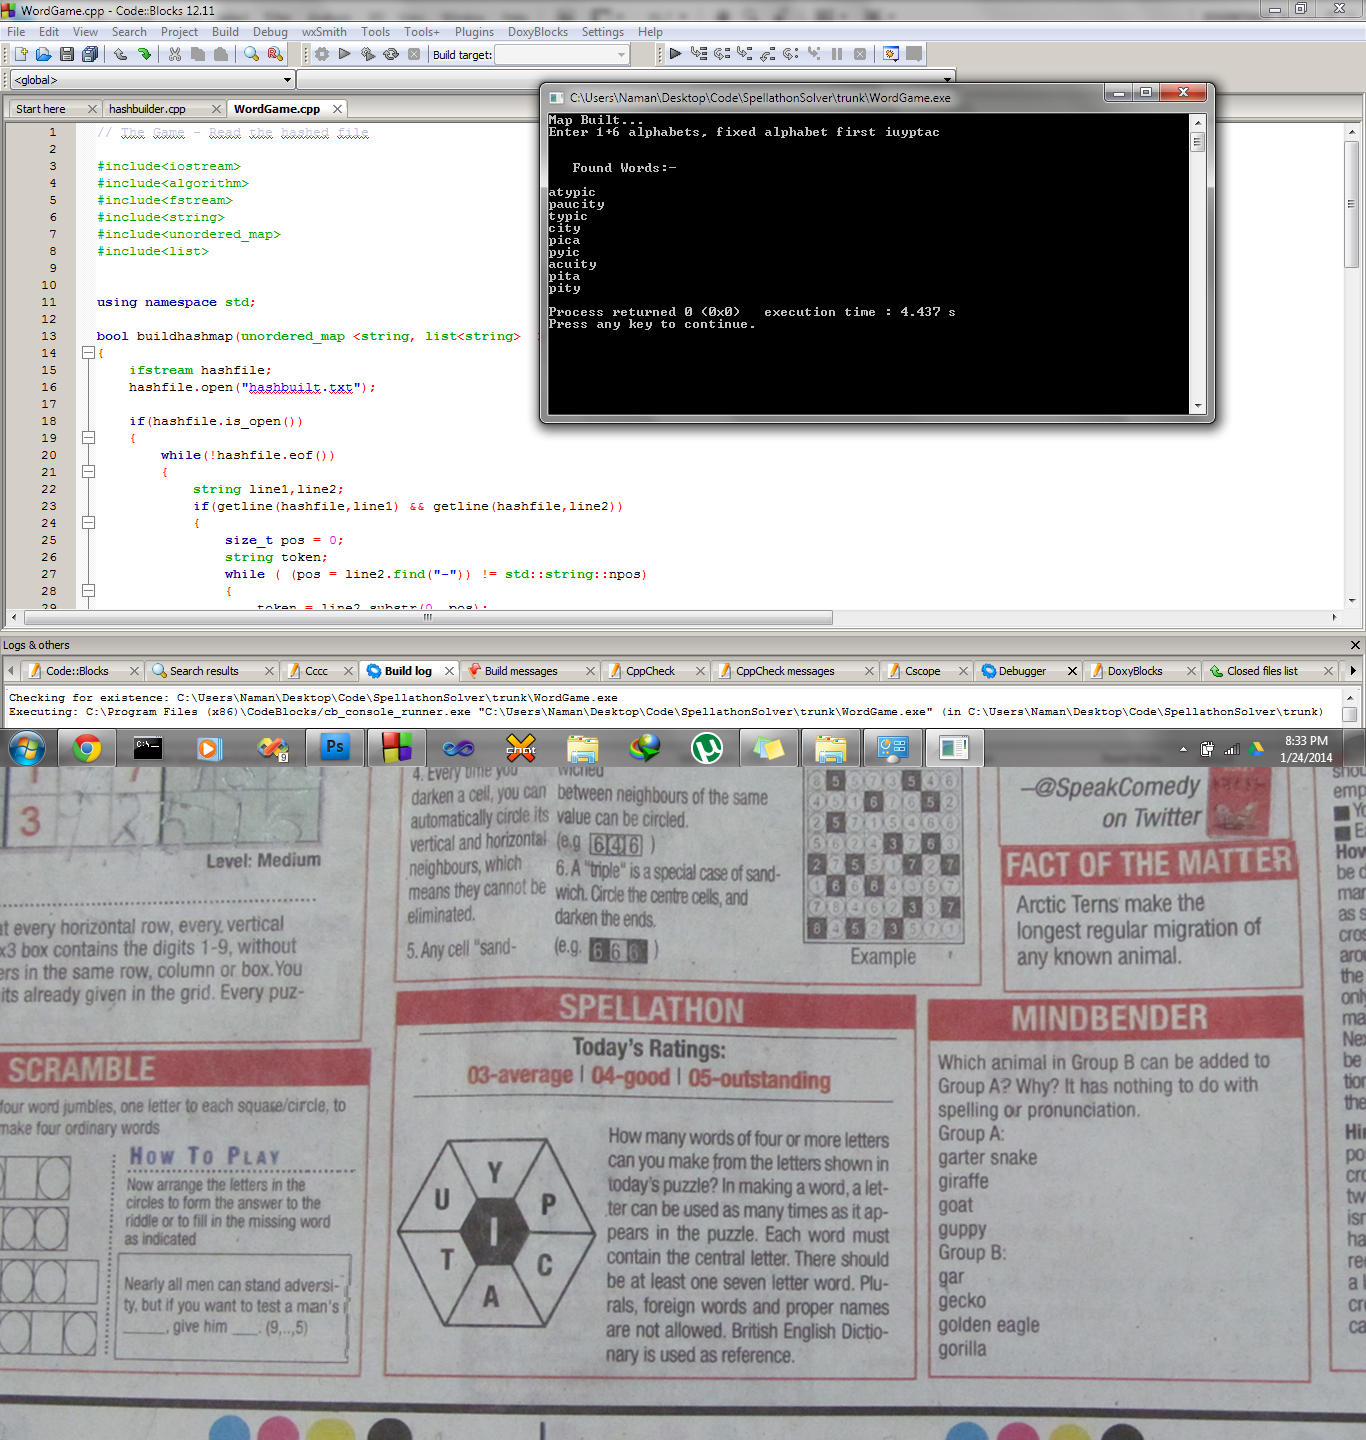 WordGame.cpp - Code::Blocks 12.11
File Edit View Search Project Build Debug wxSmith Tools Tools+ Plugins DoxyBlocks Settings Help
Build target:
<global>
Start here hashbuilder.cpp WordGame.cpp
1 // The Game - Read the hashed file
2
3 #include<iostream>
4 #include<algorithm>
5 #include<fstream>
6 #include<string>
7 #include<unordered_map>
8 #include<list>
9
10
11 using namespace std;
12
13 bool buildhashmap(unordered_map <string, list<string>
14 {
15 ifstream hashfile;
16 hashfile.open("hashbuilt.txt");
17
18 if(hashfile.is_open())
19 {
20 while(!hashfile.eof())
21 {
22 string line1,line2;
23 if(getline(hashfile,line1) && getline(hashfile,line2))
24 {
25 size_t pos = 0;
26 string token;
27 while ( (pos = line2.find("-")) != std::string::npos)
28 {
29 token = line2.substr(0, pos);
C:\Users\Naman\Desktop\Code\SpellathonSolver\trunk\WordGame.exe
Map Built...
Enter 1+6 alphabets, fixed alphabet first iuyptac
Found Words:-
atypic
paucity
typic
city
pica
pyic
acuity
pita
pity
Process returned 0 (0x0) execution time : 4.437 s
Press any key to continue.
Logs & others
Code::Blocks Search results Cccc Build log Build messages CppCheck CppCheck messages Cscope Debugger DoxyBlocks Closed files list
Checking for existence: C:\Users\Naman\Desktop\Code\SpellathonSolver\trunk\WordGame.exe
Executing: C:\Program Files (x86)\CodeBlocks/cb_console_runner.exe "C:\Users\Naman\Desktop\Code\SpellathonSolver\trunk\WordGame.exe" (in C:\Users\Naman\Desktop\Code\SpellathonSolver\trunk)
C:\_
9
Ps
chat
8:33 PM
1/24/2014
3
Level: Medium
at every horizontal row, every vertical
x3 box contains the digits 1-9, without
ers in the same row, column or box. You
its already given in the grid. Every puz-
4. Every time you
darken a cell, you can
automatically circle its
vertical and horizontal
neighbours, which
means they cannot be
eliminated.
5. Any cell "sand-
wiched
between neighbours of the same
value can be circled.
(e.g 6 4 6 )
6. A "triple" is a special case of sand-
wich. Circle the centre cells, and
darken the ends.
(e.g. 6 6 6 )
Example
–@SpeakComedy
on Twitter
FACT OF THE MATTER
Arctic Terns make the
longest regular migration of
any known animal.
SCRAMBLE
four word jumbles, one letter to each square/circle, to
make four ordinary words
HOW TO PLAY
Now arrange the letters in the
circles to form the answer to the
riddle or to fill in the missing word
as indicated
Nearly all men can stand adversi-
ty, but if you want to test a man's
_____, give him ___. (9,..,5)
SPELLATHON
Today's Ratings:
03-average | 04-good | 05-outstanding
Y
U P
I
T C
A
How many words of four or more letters
can you make from the letters shown in
today's puzzle? In making a word, a let-
ter can be used as many times as it ap-
pears in the puzzle. Each word must
contain the central letter. There should
be at least one seven letter word. Plu-
rals, foreign words and proper names
are not allowed. British English Dictio-
nary is used as reference.
MINDBENDER
Which animal in Group B can be added to
Group A? Why? It has nothing to do with
spelling or pronunciation.
Group A:
garter snake
giraffe
goat
guppy
Group B:
gar
gecko
golden eagle
gorilla